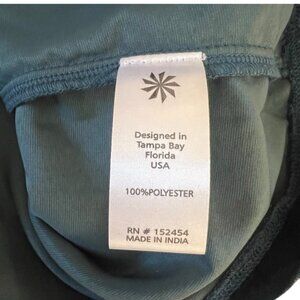 Designed in
Tampa Bay
Florida
USA
100%POLYESTER
RN # 152454
MADE IN INDIA